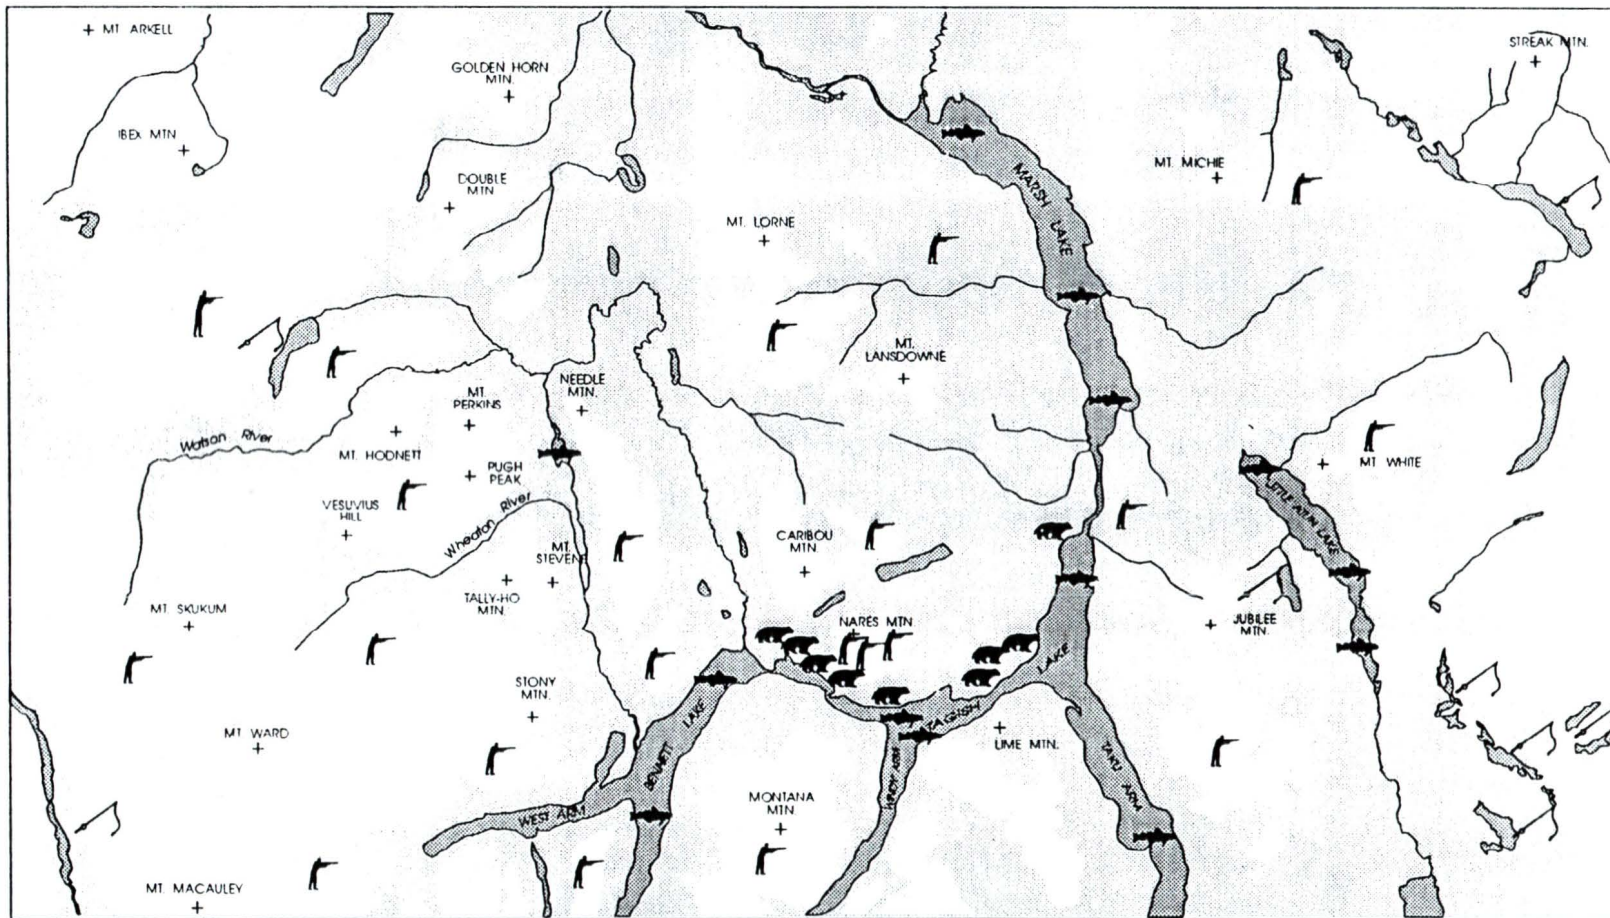 MT ARKELL
STREAK MTN.
GOLDEN HORN
MTN.
IBEX MTN
MT. MICHIE
DOUBLE
MTN
MARSH LAKE
MT. LORNE
MT.
LANSDOWNE
NEEDLE
MTN.
MT.
PERKINS
Watson River
MT. HODNETT
MT WHITE
PUGH
PEAK
VESUVIUS
HILL
Wheaton River
LITTLE ATLIN LAKE
CARIBOU
MTN.
MT.
STEVENS
TALLY-HO
MTN.
MT. SKUKUM
NARES MTN
JUBILEE
MTN.
LAKE
STONY
MTN.
TAGISH
BENNETT LAKE
MT. WARD
LIME MTN.
WINDY ARM
TAKU ARM
MONTANA
MTN
WEST ARM
MT. MACAULEY